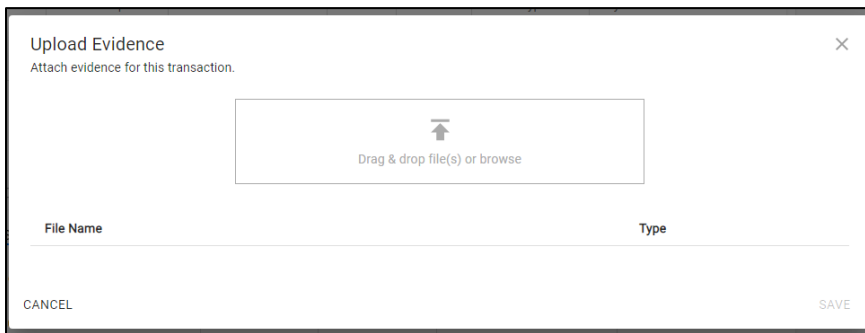 Upload Evidence
Attach evidence for this transaction.
Drag & drop file(s) or browse
File Name Type
CANCEL SAVE